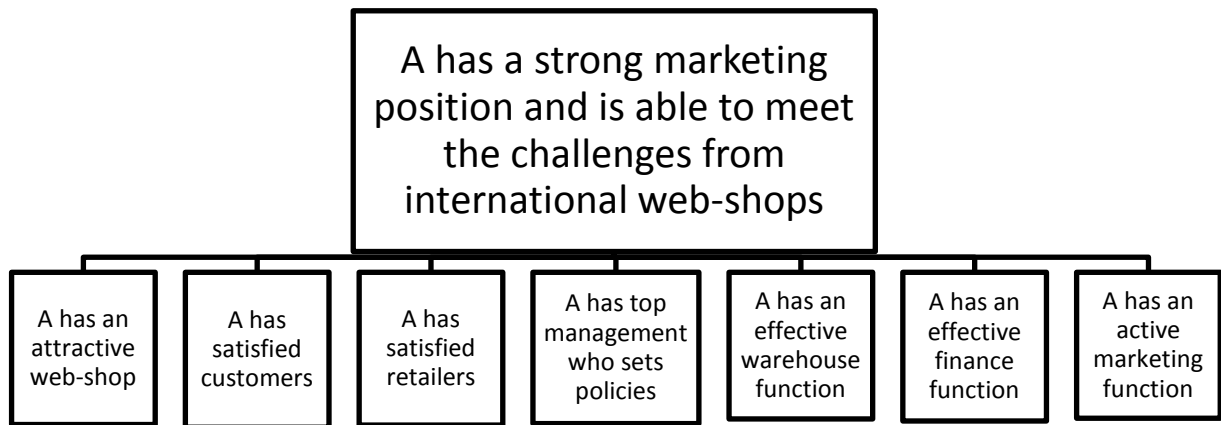 A has a strong marketing
position and is able to meet
the challenges from
international web-shops
A has an
attractive
web-shop
A has
satisfied
customers
A has
satisfied
retailers
A has top
management
who sets
policies
A has an
effective
warehouse
function
A has an
effective
finance
function
A has an
active
marketing
function